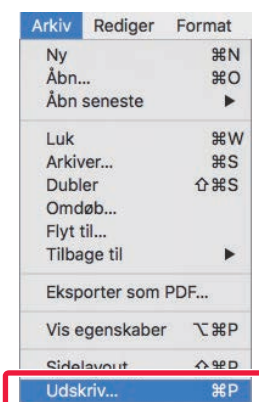 Arkiv Rediger Format
Ny ⌘N
Åbn... ⌘O
Åbn seneste ▶
Luk ⌘W
Arkiver... ⌘S
Dubler ⇧⌘S
Omdøb...
Flyt til...
Tilbage til ▶
Eksporter som PDF...
Vis egenskaber ⌥⌘P
Sidelayout ⇧⌘P
Udskriv... ⌘P